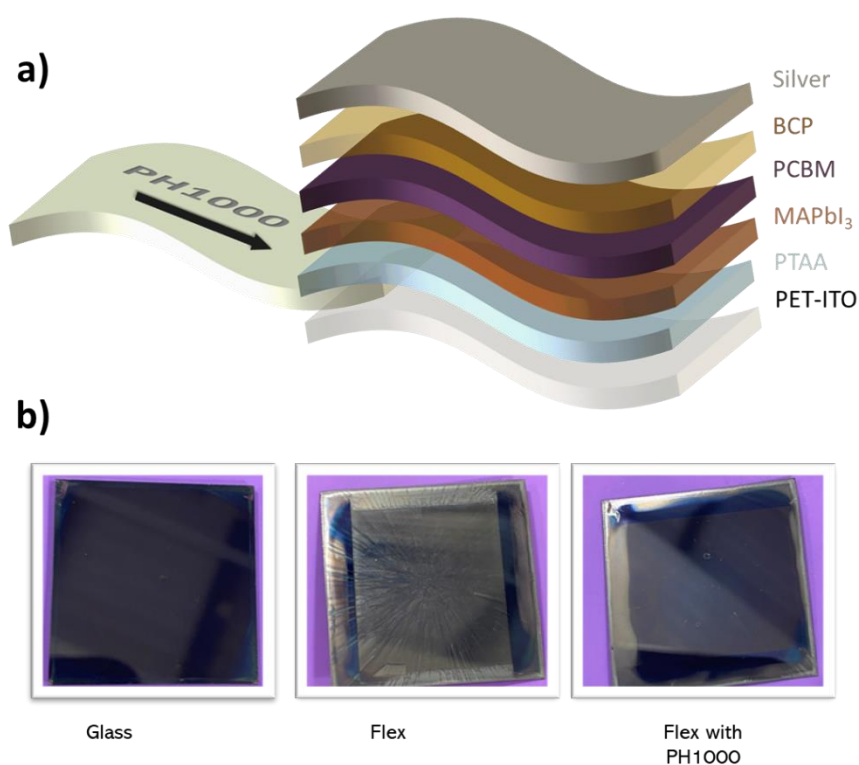 a)
PH1000
Silver
BCP
PCBM
MAPbI₃
PTAA
PET-ITO
b)
Glass
Flex
Flex with
PH1000